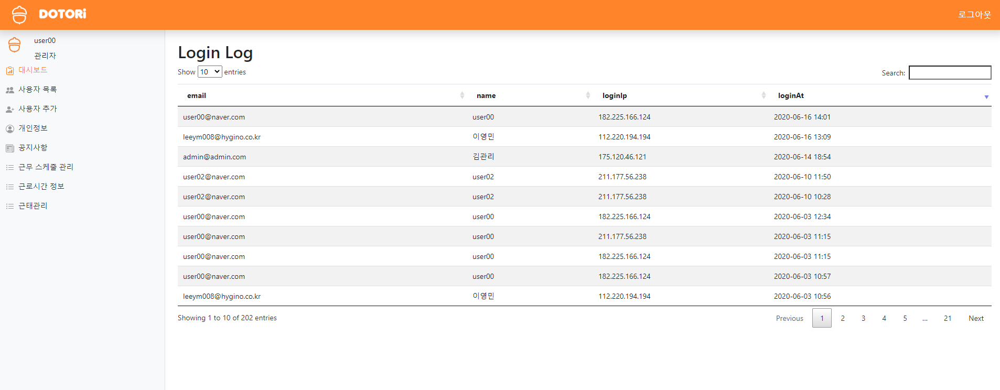 DOTORi
로그아웃
user00
관리자
대시보드
사용자 목록
사용자 추가
개인정보
공지사항
근무 스케줄 관리
근로시간 정보
근태관리
Login Log
Show 10 entries
Search:
email name loginIp loginAt
user00@naver.com user00 182.225.166.124 2020-06-16 14:01
leeym008@hygino.co.kr 이영민 112.220.194.194 2020-06-16 13:09
admin@admin.com 김관리 175.120.46.121 2020-06-14 18:54
user02@naver.com user02 211.177.56.238 2020-06-10 11:50
user02@naver.com user02 211.177.56.238 2020-06-10 10:28
user00@naver.com user00 182.225.166.124 2020-06-03 12:34
user00@naver.com user00 211.177.56.238 2020-06-03 11:15
user00@naver.com user00 182.225.166.124 2020-06-03 11:15
user00@naver.com user00 182.225.166.124 2020-06-03 10:57
leeym008@hygino.co.kr 이영민 112.220.194.194 2020-06-03 10:56
Showing 1 to 10 of 202 entries
Previous 1 2 3 4 5 ... 21 Next